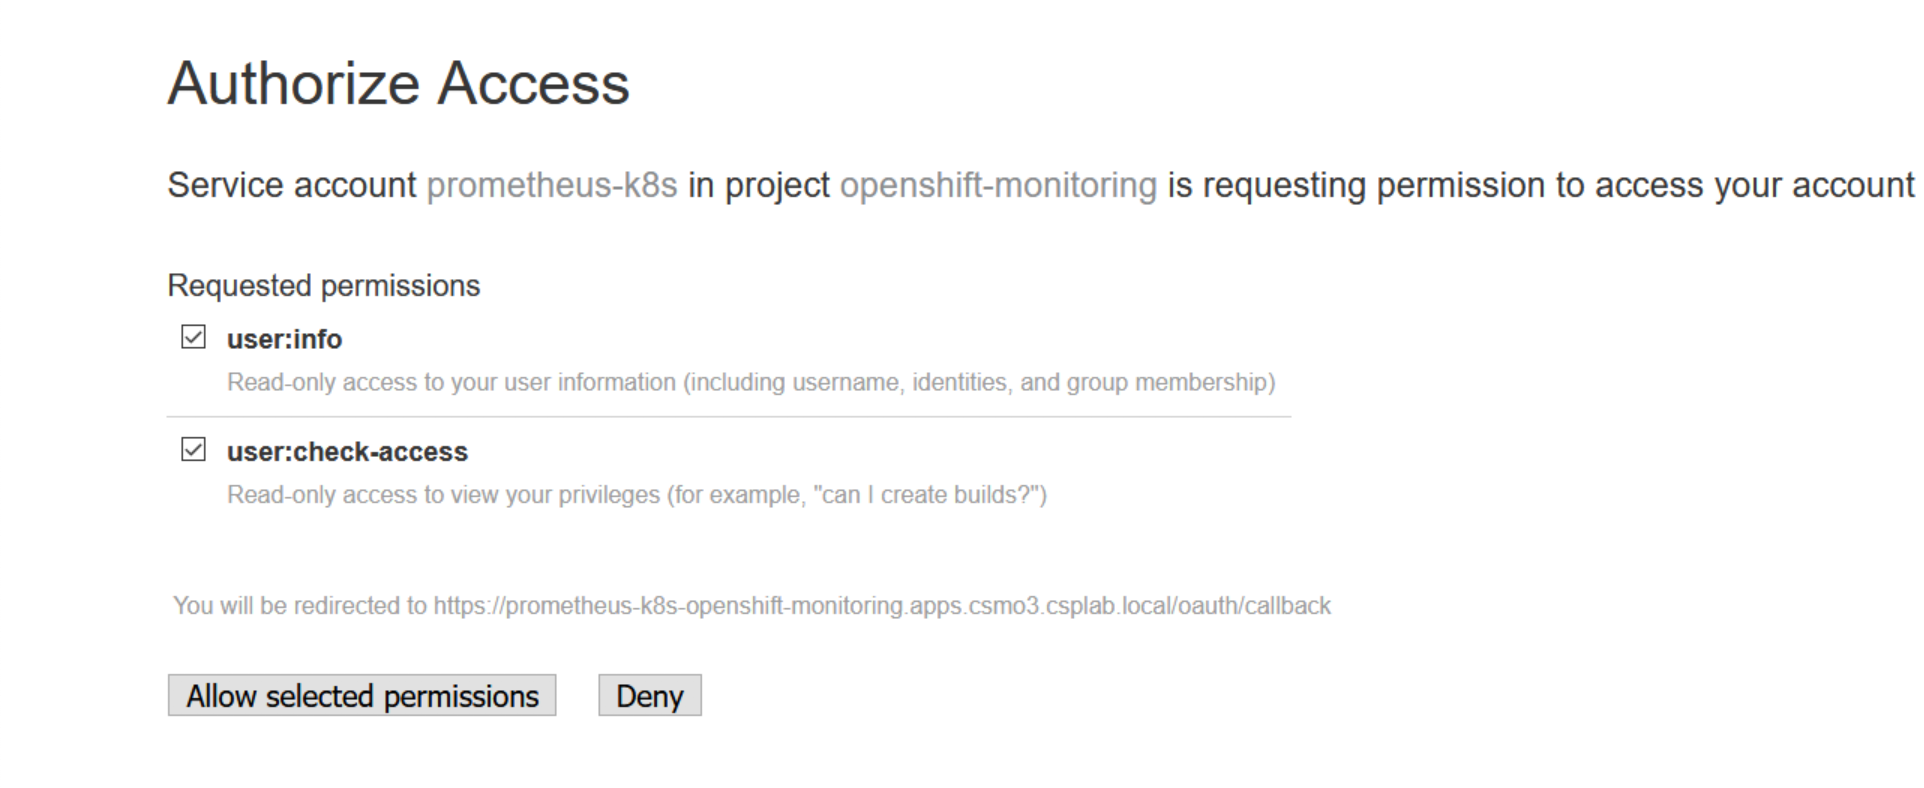 Authorize Access
Service account prometheus-k8s in project openshift-monitoring is requesting permission to access your account
Requested permissions
user:info
Read-only access to your user information (including username, identities, and group membership)
user:check-access
Read-only access to view your privileges (for example, "can I create builds?")
You will be redirected to https://prometheus-k8s-openshift-monitoring.apps.csmo3.csplab.local/oauth/callback
Allow selected permissions Deny